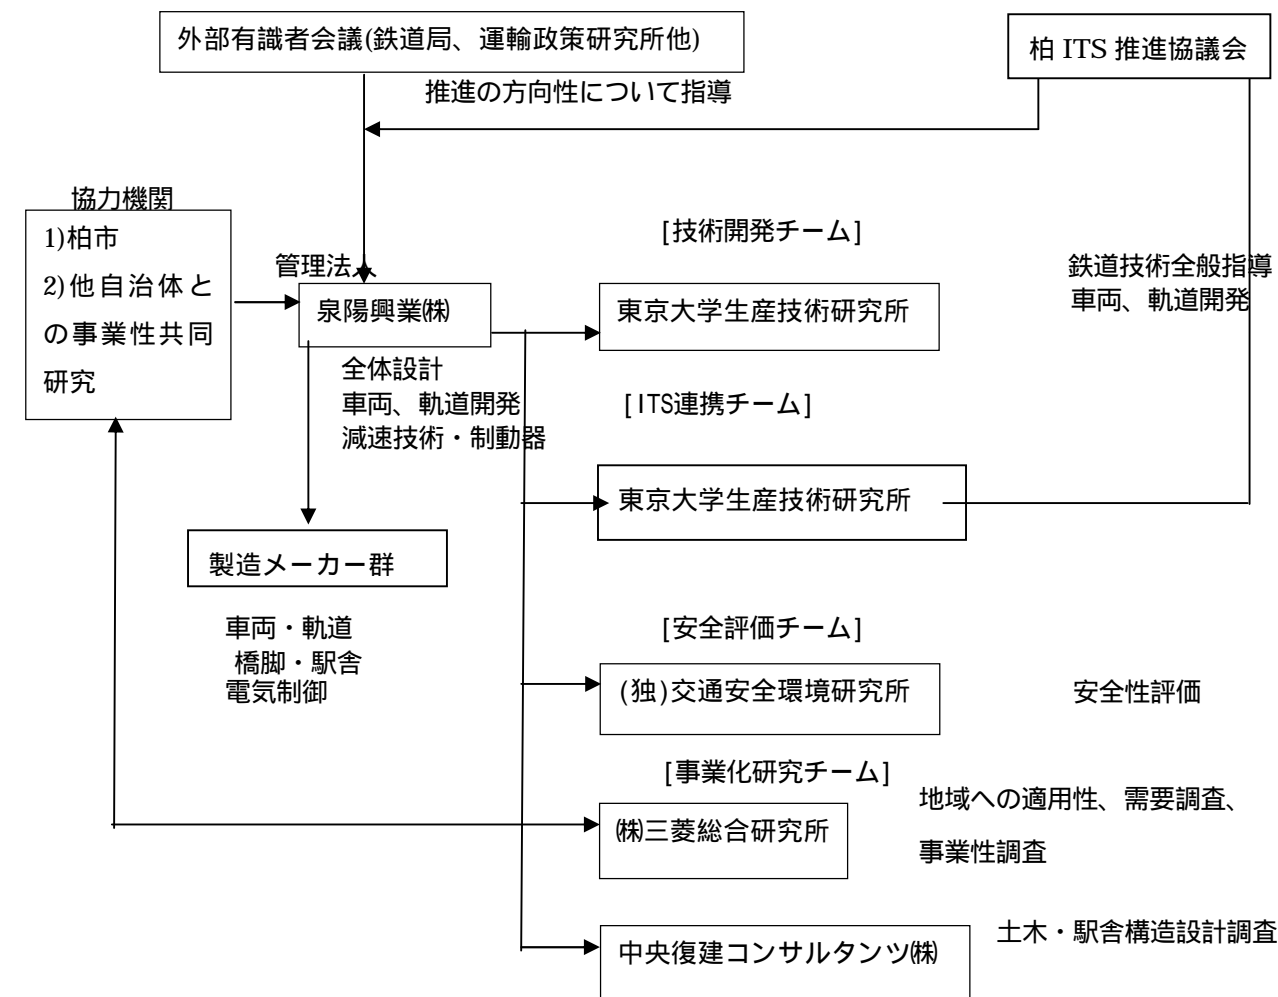 外部有識者会議(鉄道局、運輸政策研究所他)
柏 ITS 推進協議会
推進の方向性について指導
協力機関
1)柏市
2)他自治体と
の事業性共同
研究
管理法人
泉陽興業㈱
全体設計
車両、軌道開発
減速技術・制動器
製造メーカー群
車両・軌道
橋脚・駅舎
電気制御
[技術開発チーム]
東京大学生産技術研究所
鉄道技術全般指導
車両、軌道開発
[ITS連携チーム]
東京大学生産技術研究所
[安全評価チーム]
(独)交通安全環境研究所
安全性評価
[事業化研究チーム]
㈱三菱総合研究所
地域への適用性、需要調査、
事業性調査
中央復建コンサルタンツ㈱
土木・駅舎構造設計調査